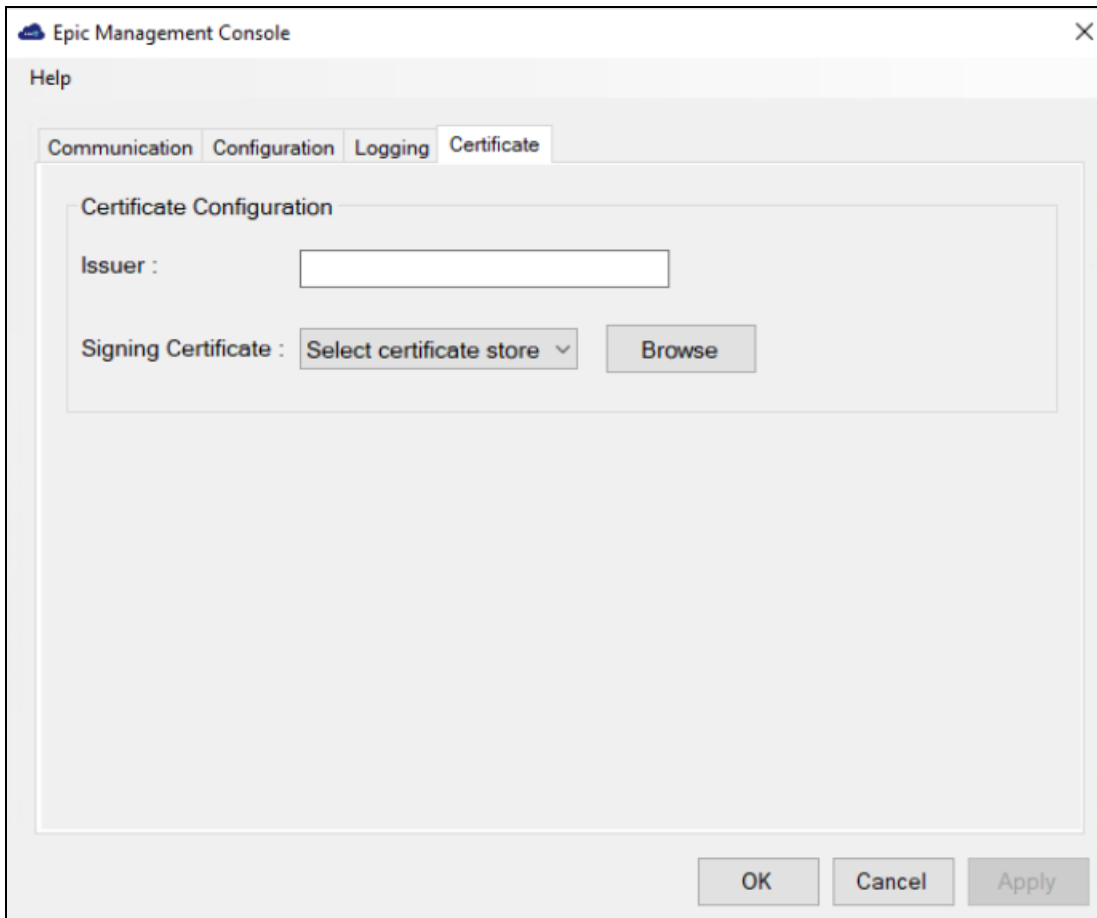 Epic Management Console
Help
Communication Configuration Logging Certificate
Certificate Configuration
Issuer :
Signing Certificate : Select certificate store Browse
OK Cancel Apply